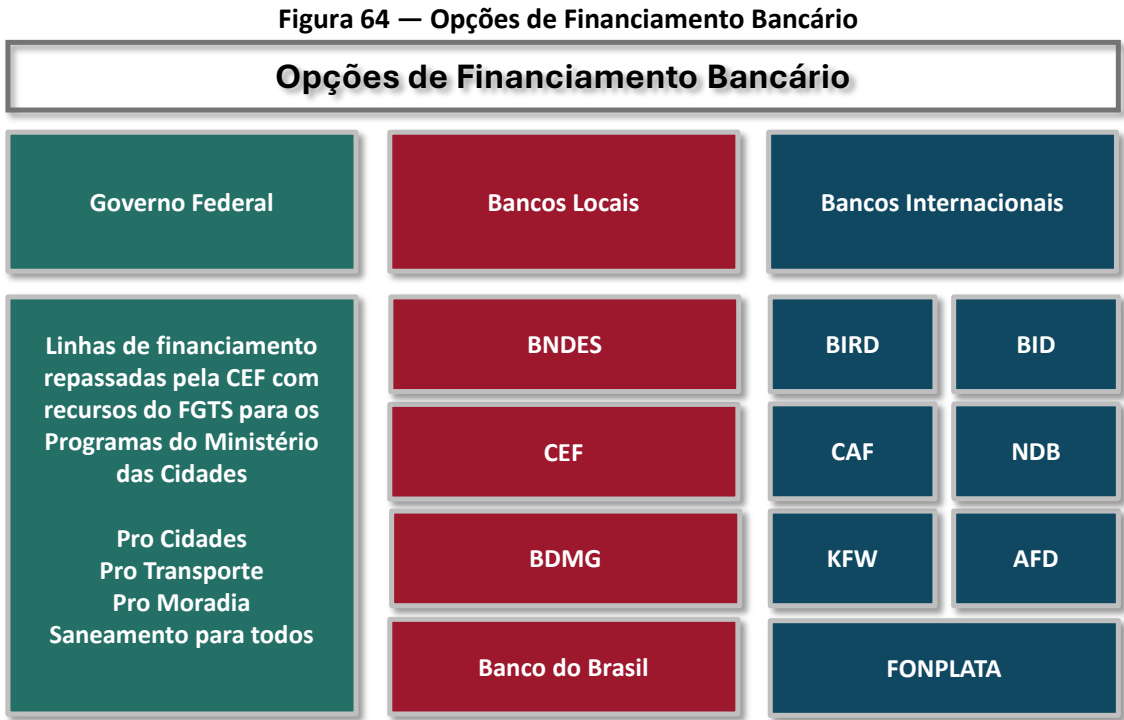 Figura 64 — Opções de Financiamento Bancário
Opções de Financiamento Bancário
Governo Federal
Bancos Locais
Bancos Internacionais
Linhas de financiamento
repassadas pela CEF com
recursos do FGTS para os
Programas do Ministério
das Cidades
Pro Cidades
Pro Transporte
Pro Moradia
Saneamento para todos
BNDES
CEF
BDMG
Banco do Brasil
BIRD
BID
CAF
NDB
KFW
AFD
FONPLATA